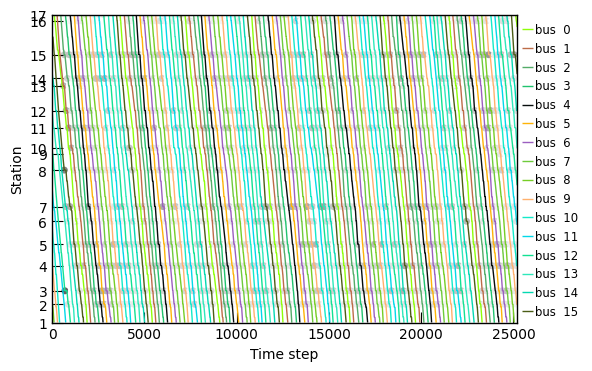 17
16
15
14
13
12
11
10
9
8
7
6
5
4
3
2
1
Station
0 5000 10000 15000 20000 25000
Time step
bus 0
bus 1
bus 2
bus 3
bus 4
bus 5
bus 6
bus 7
bus 8
bus 9
bus 10
bus 11
bus 12
bus 13
bus 14
bus 15